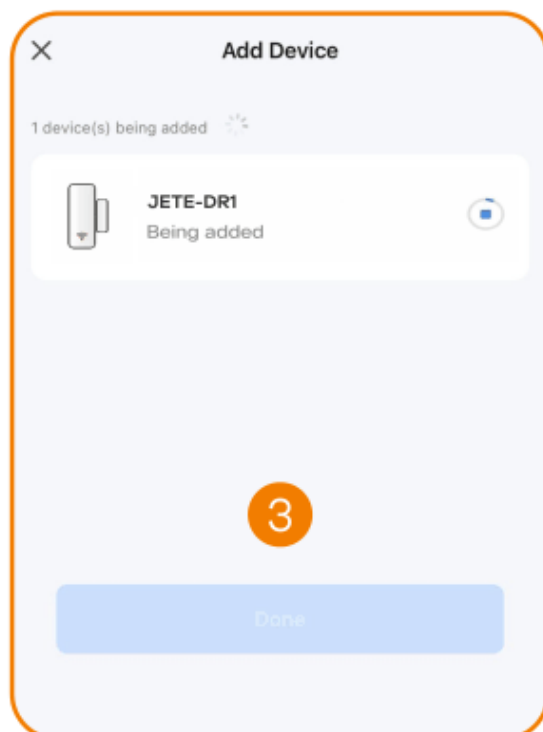 Add Device
1 device(s) being added
JETE-DR1
Being added
3
Done